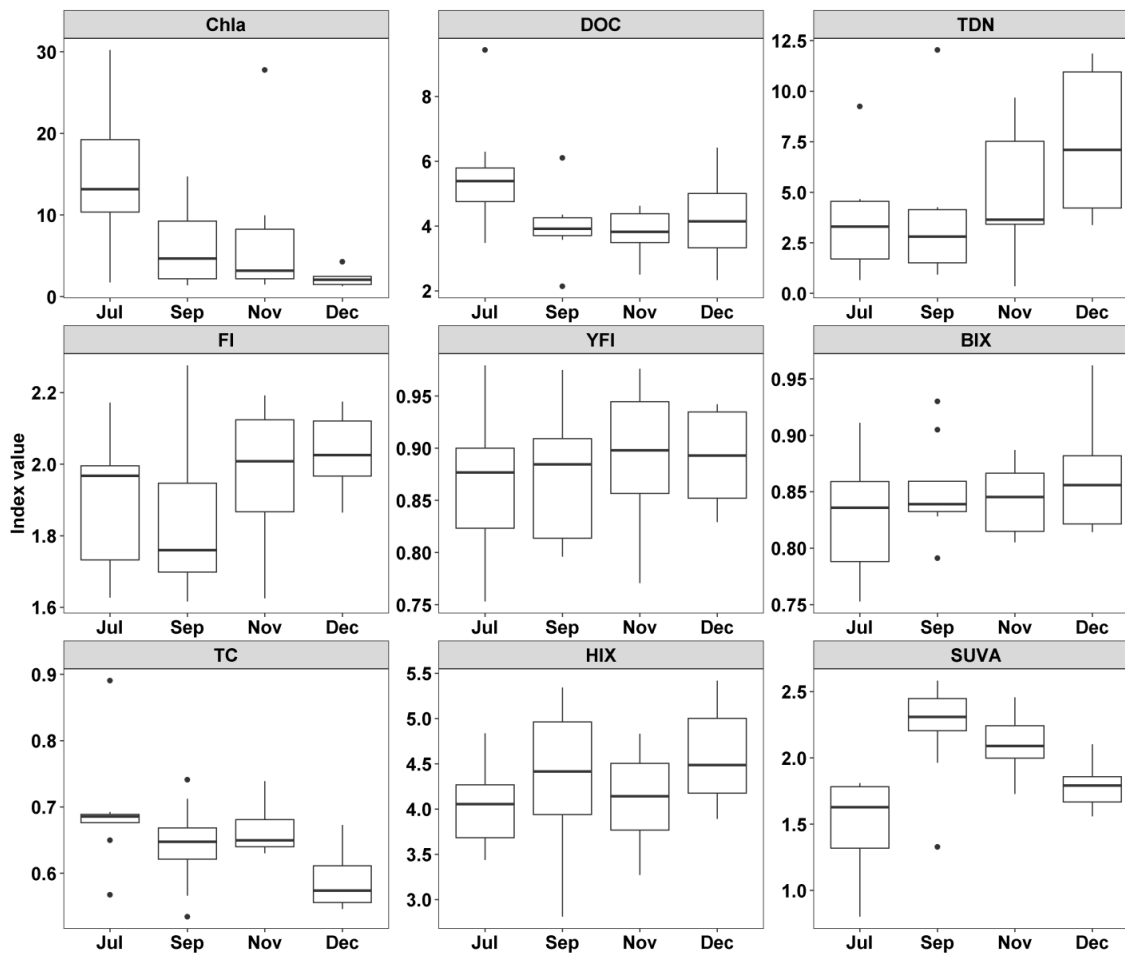 Chla DOC TDN
30 8 12.5
20 6 10.0
10 4 7.5
0 2 5.0
2.5
0.0
Jul Sep Nov Dec Jul Sep Nov Dec Jul Sep Nov Dec
FI YFI BIX
2.2 0.95 0.95
2.0 0.90 0.90
1.8 0.85 0.85
1.6 0.80 0.80
0.75 0.75
Index value
Jul Sep Nov Dec Jul Sep Nov Dec Jul Sep Nov Dec
TC HIX SUVA
0.9 5.5 2.5
0.8 5.0 2.0
0.7 4.5 1.5
0.6 4.0 1.0
3.5
3.0
Jul Sep Nov Dec Jul Sep Nov Dec Jul Sep Nov Dec